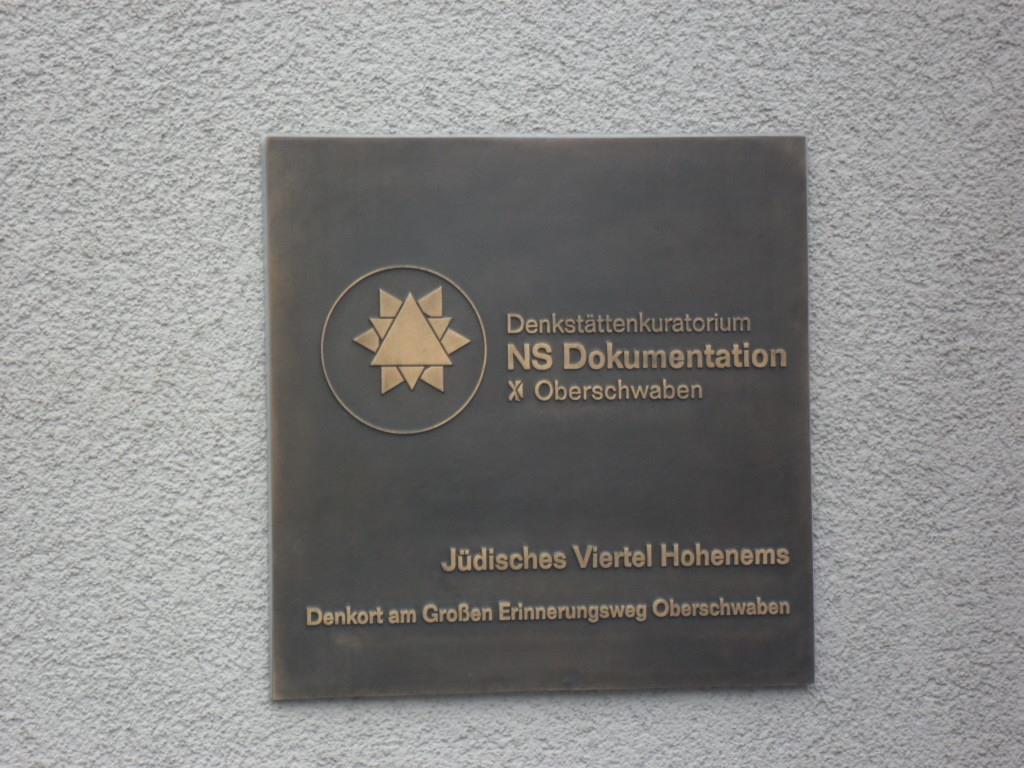 Denkstättenkuratorium
NS Dokumentation
Oberschwaben
Jüdisches Viertel Hohenems
Denkort am Großen Erinnerungsweg Oberschwaben